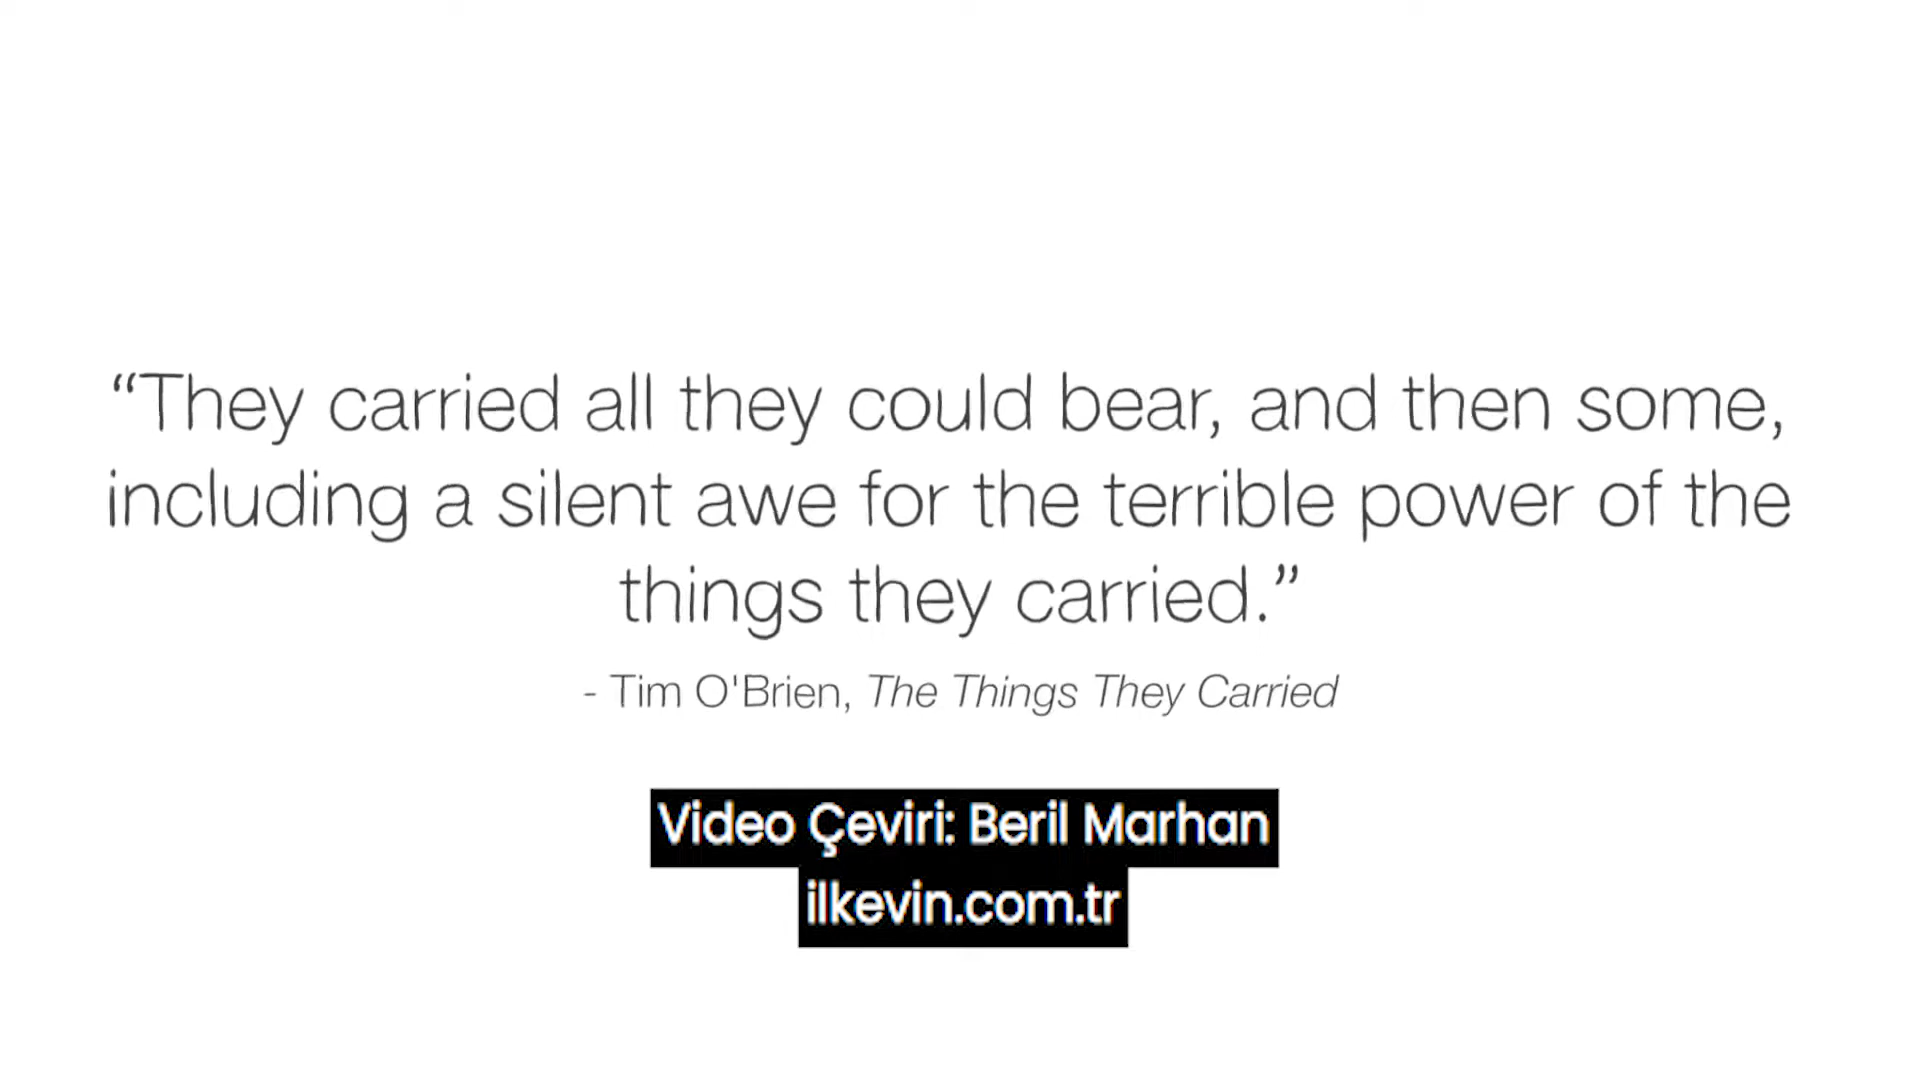 “They carried all they could bear, and then some,
including a silent awe for the terrible power of the
things they carried.”
- Tim O'Brien, The Things They Carried
Video Çeviri: Beril Marhan
ilkevin.com.tr